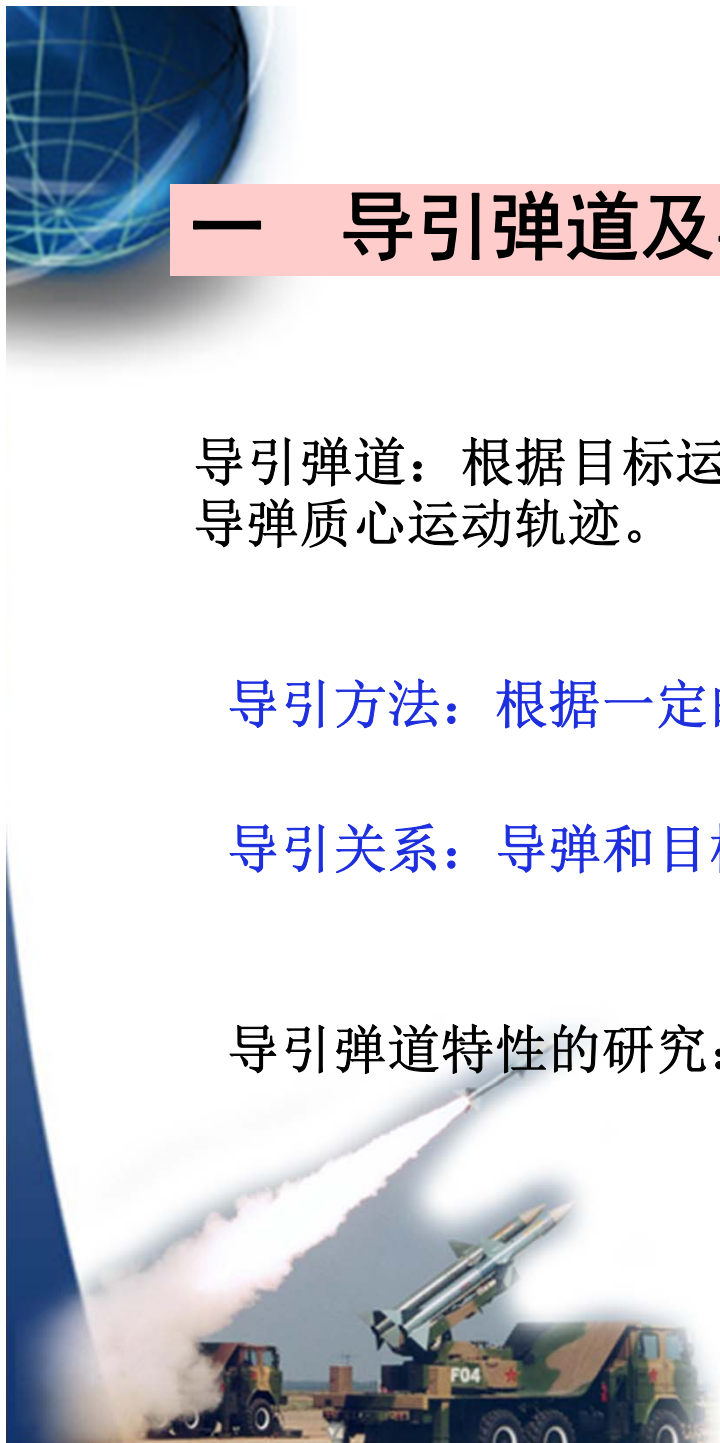 一 导引弹道及
导引弹道：根据目标运
导弹质心运动轨迹。
导引方法：根据一定
导引关系：导弹和目
导引弹道特性的研究：
F04